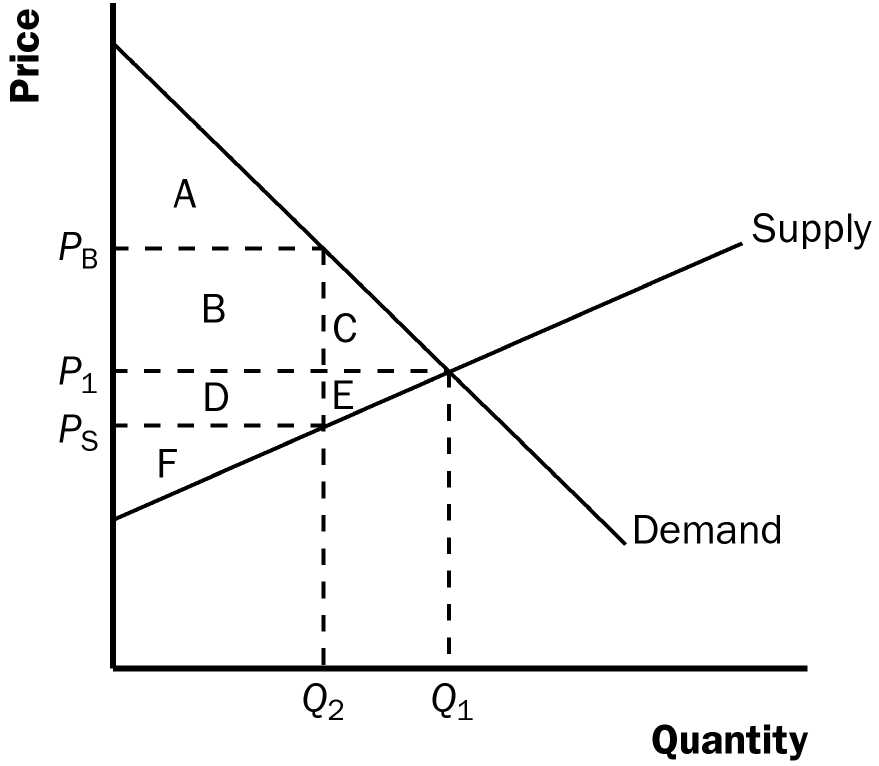 Price
A
Supply
P_B
B
C
P_1
D
E
P_S
F
Demand
Q_2
Q_1
Quantity